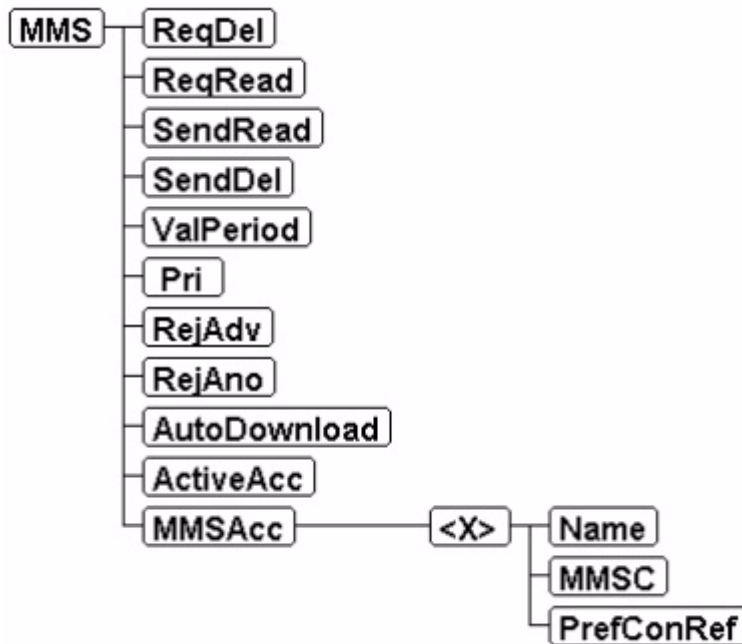 MMS
ReqDel
ReqRead
SendRead
SendDel
ValPeriod
Pri
RejAdv
RejAno
AutoDownload
ActiveAcc
MMSAcc <X> Name
MMSC
PrefConRef